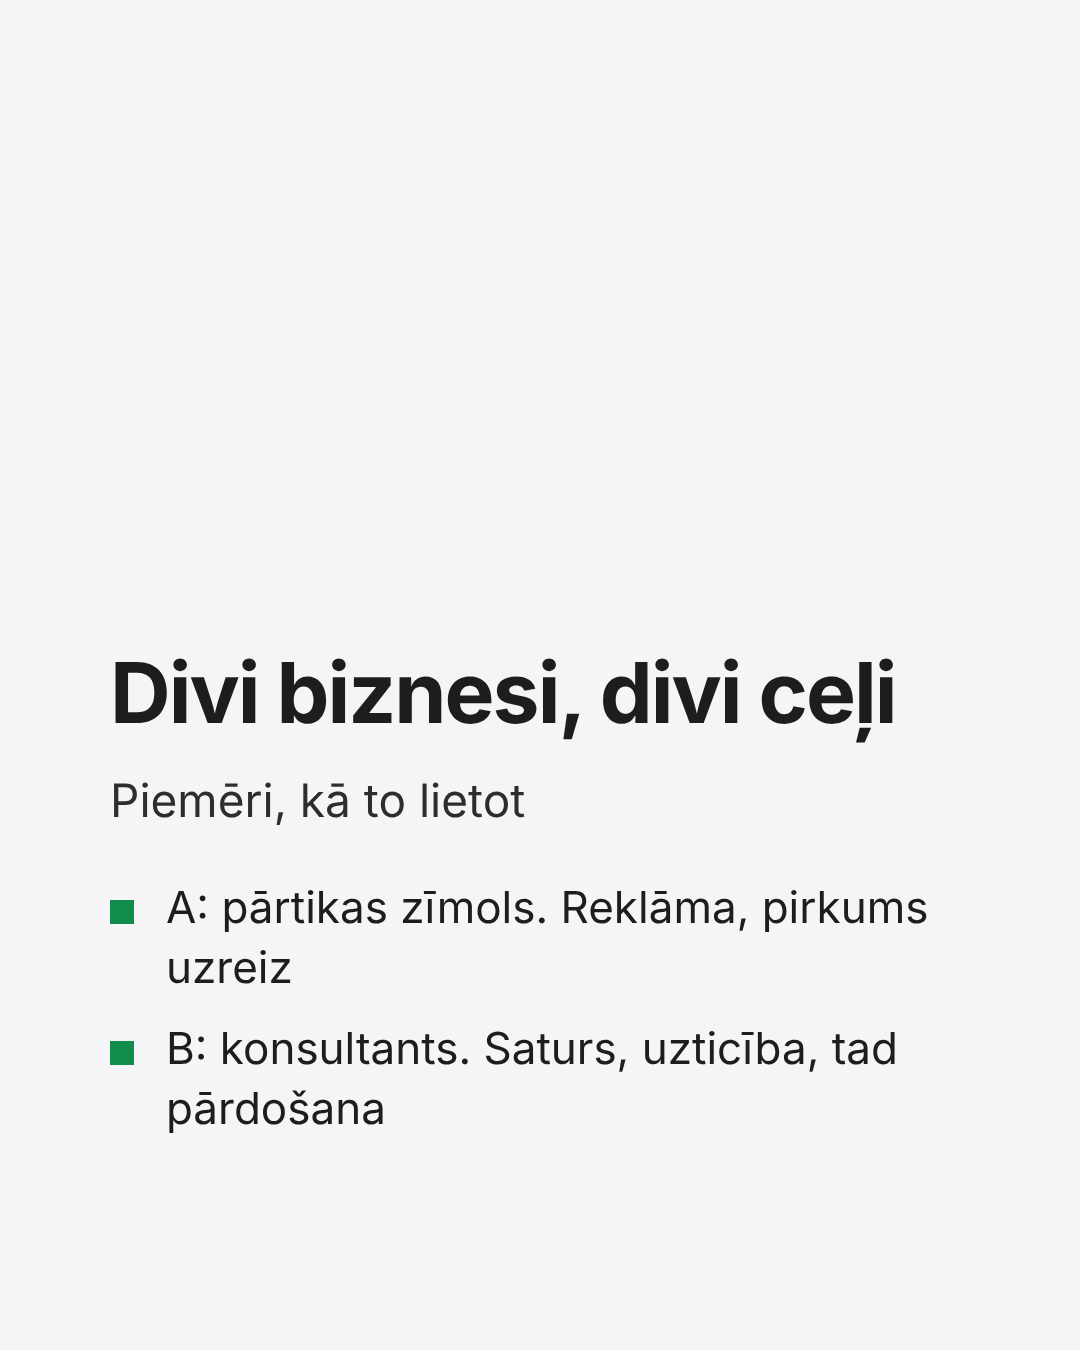 Divi biznesi, divi ceļi
Piemēri, kā to lietot
A: pārtikas zīmols. Reklāma, pirkums
uzreiz
B: konsultants. Saturs, uzticība, tad
pārdošana